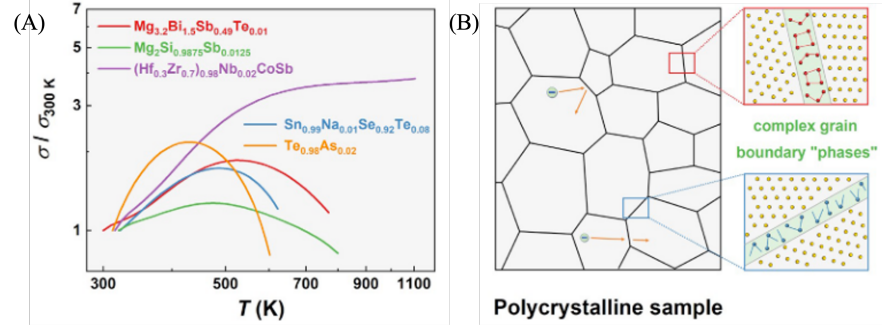 (A)
7
5
3
1
σ / σ300 K
Mg3.2Bi1.5Sb0.49Te0.01
Mg2Si0.9875Sb0.0125
(Hf0.3Zr0.7)0.98Nb0.02CoSb
Sn0.99Na0.01Se0.92Te0.08
Te0.98As0.02
300
500
700
900
1100
T (K)
(B)
complex grain
boundary "phases"
Polycrystalline sample